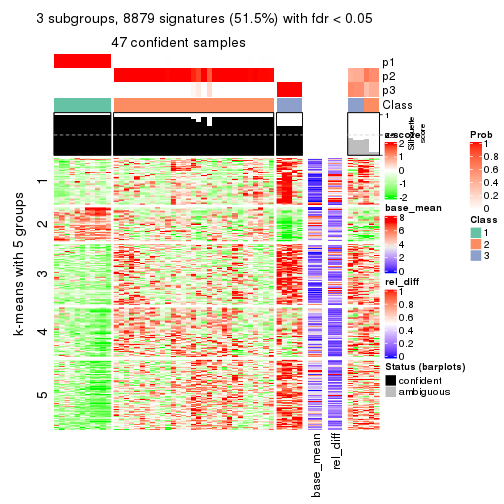 3 subgroups, 8879 signatures (51.5%) with fdr < 0.05
47 confident samples
p1
p2
p3
Class
1
Silhouette
score
z-score
2
1
0
-1
-2
Prob
1
0.8
0.6
0.4
0.2
0
base_mean
8
6
4
2
0
Class
1
2
3
rel_diff
1
0.8
0.6
0.4
0.2
0
Status (barplots)
confident
ambiguous
k-means with 5 groups
1
2
3
4
5
base_mean
rel_diff